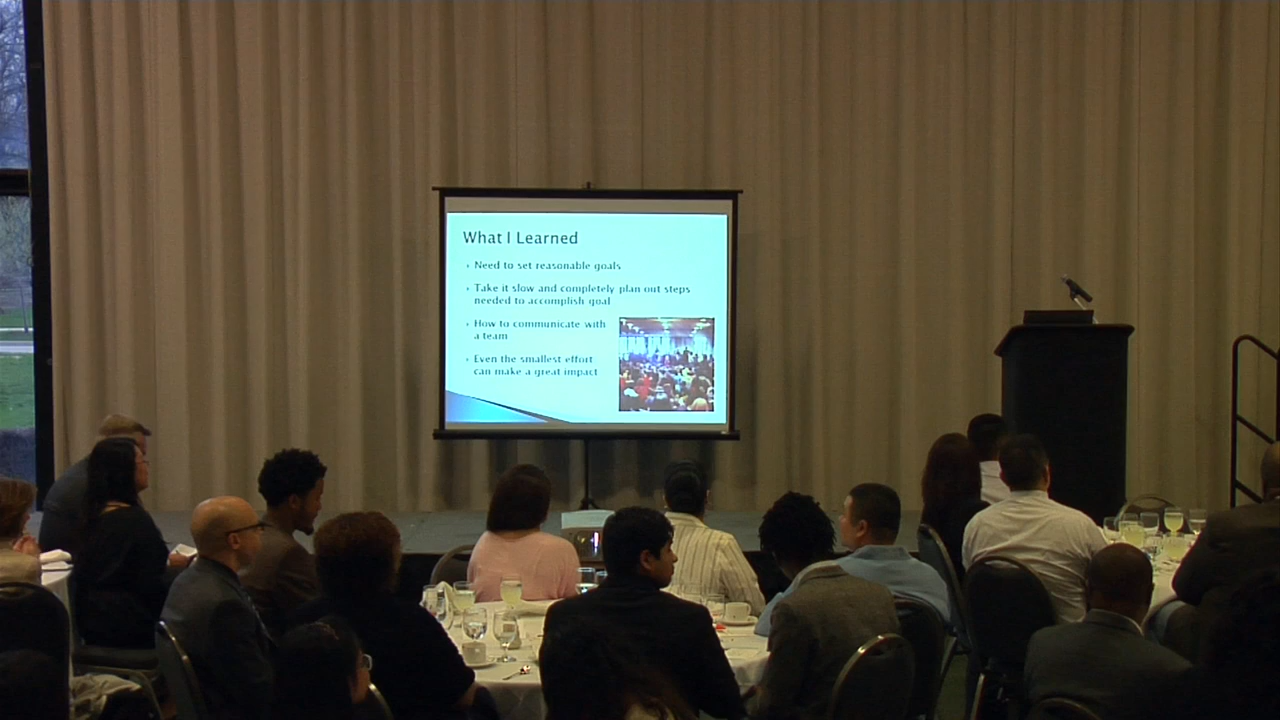 What I Learned
Need to set reasonable goals
Take it slow and completely plan out steps
needed to accomplish goal
How to communicate with
a team
Even the smallest effort
can make a great impact